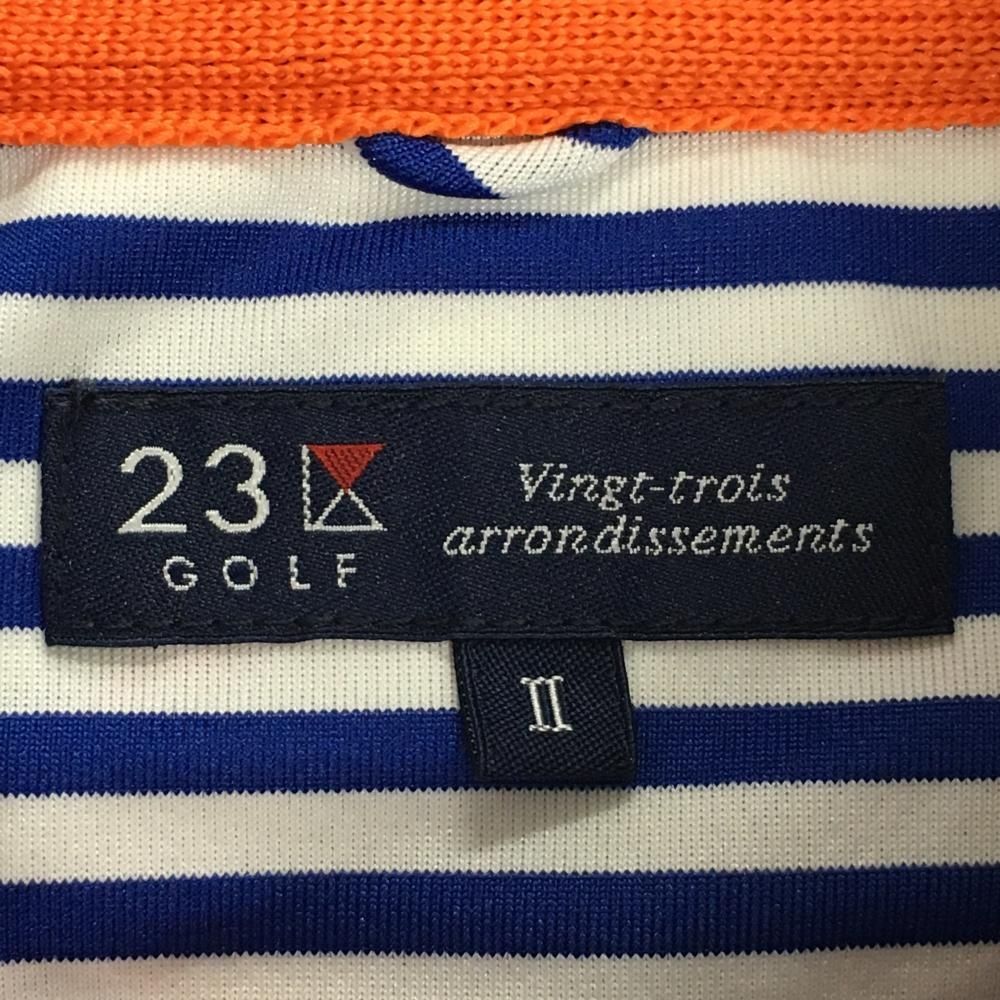 23
GOLF
Vingt-trois
arrondissements
II